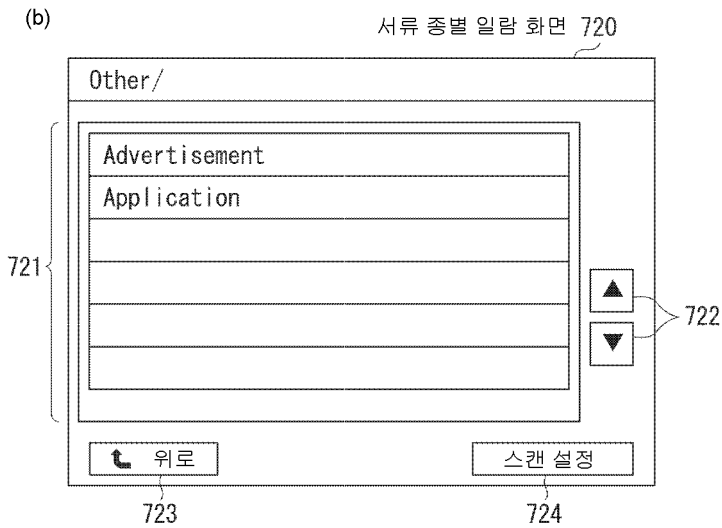 (b)
서류 종별 일람 화면 720
Other/
Advertisement
Application
721
722
위로
스캔 설정
723
724